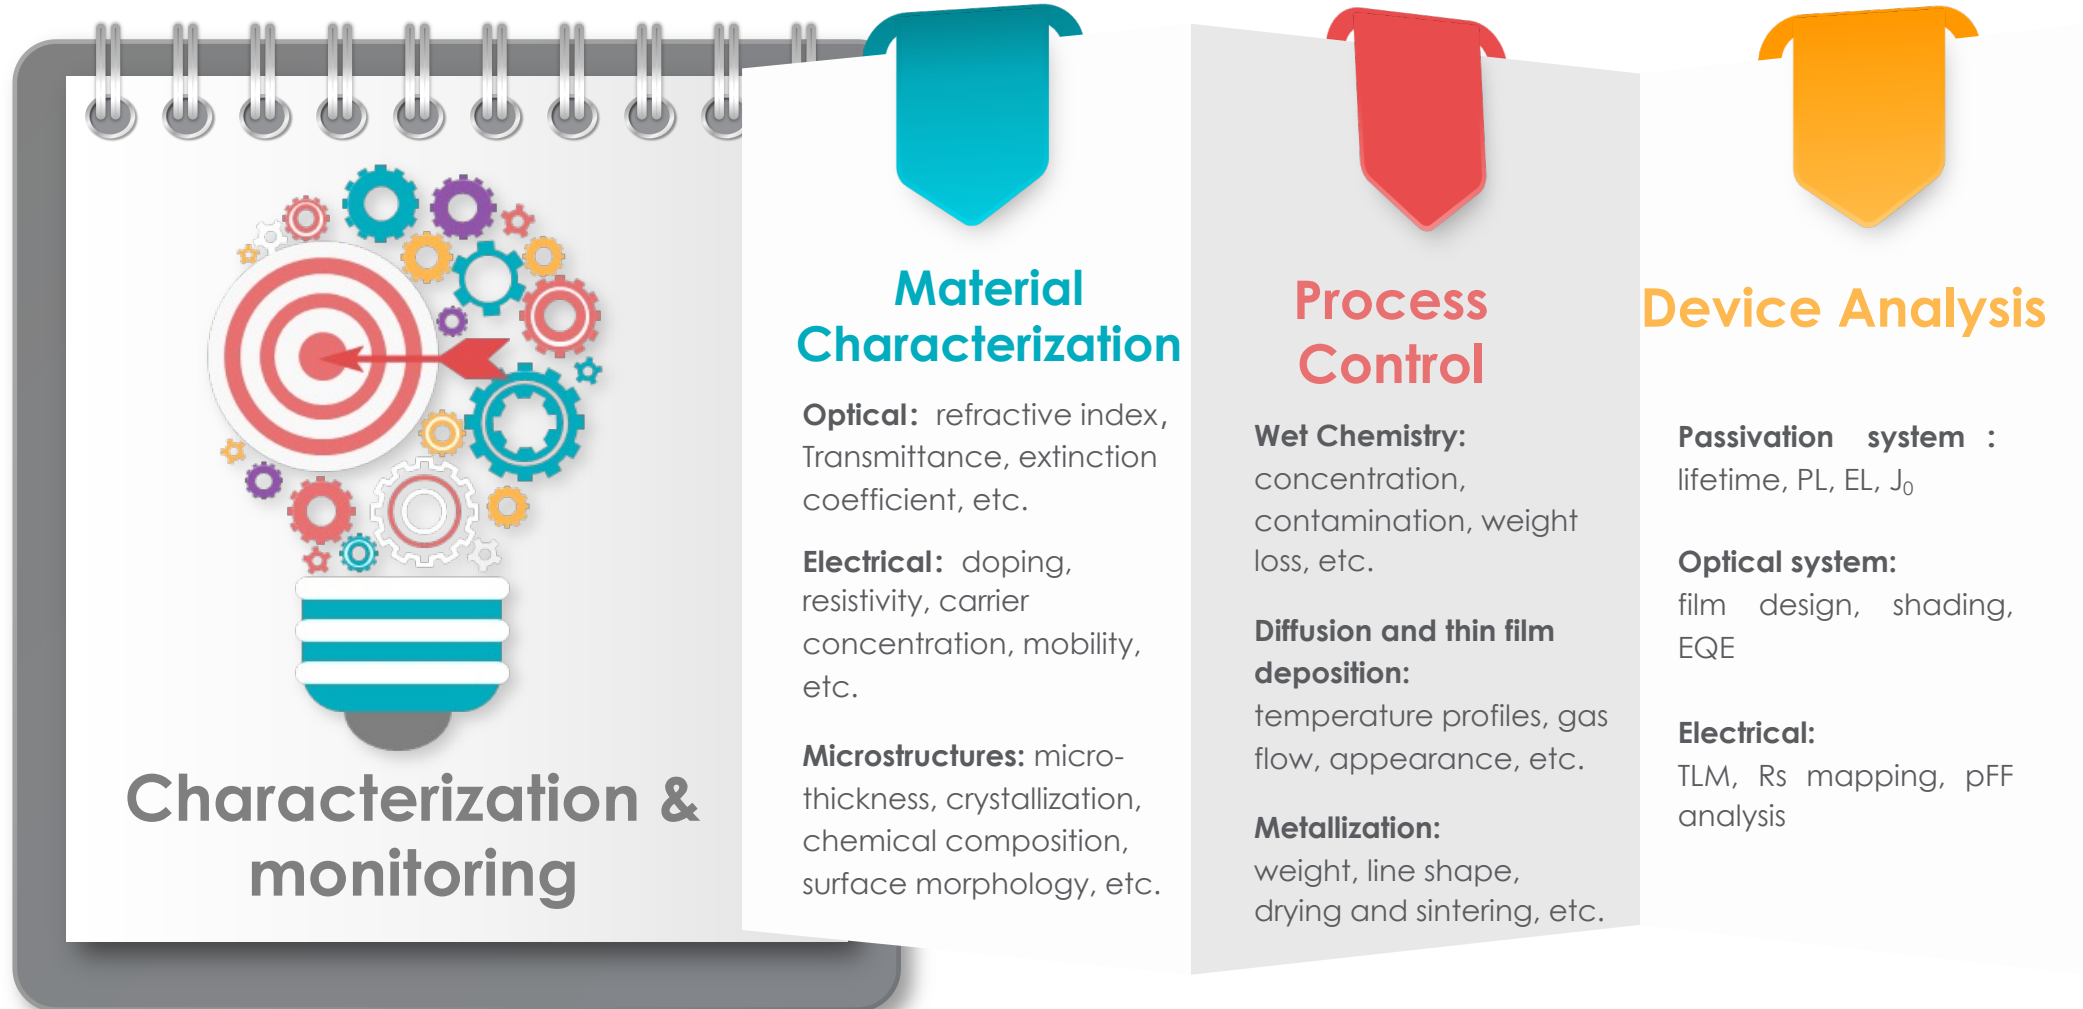 Characterization &
monitoring
Material
Characterization
Optical: refractive index,
Transmittance, extinction
coefficient, etc.
Electrical: doping,
resistivity, carrier
concentration, mobility,
etc.
Microstructures: micro-
thickness, crystallization,
chemical composition,
surface morphology, etc.
Process
Control
Wet Chemistry:
concentration,
contamination, weight
loss, etc.
Diffusion and thin film
deposition:
temperature profiles, gas
flow, appearance, etc.
Metallization:
weight, line shape,
drying and sintering, etc.
Device Analysis
Passivation system :
lifetime, PL, EL, J₀
Optical system:
film design, shading,
EQE
Electrical:
TLM, Rs mapping, pFF
analysis